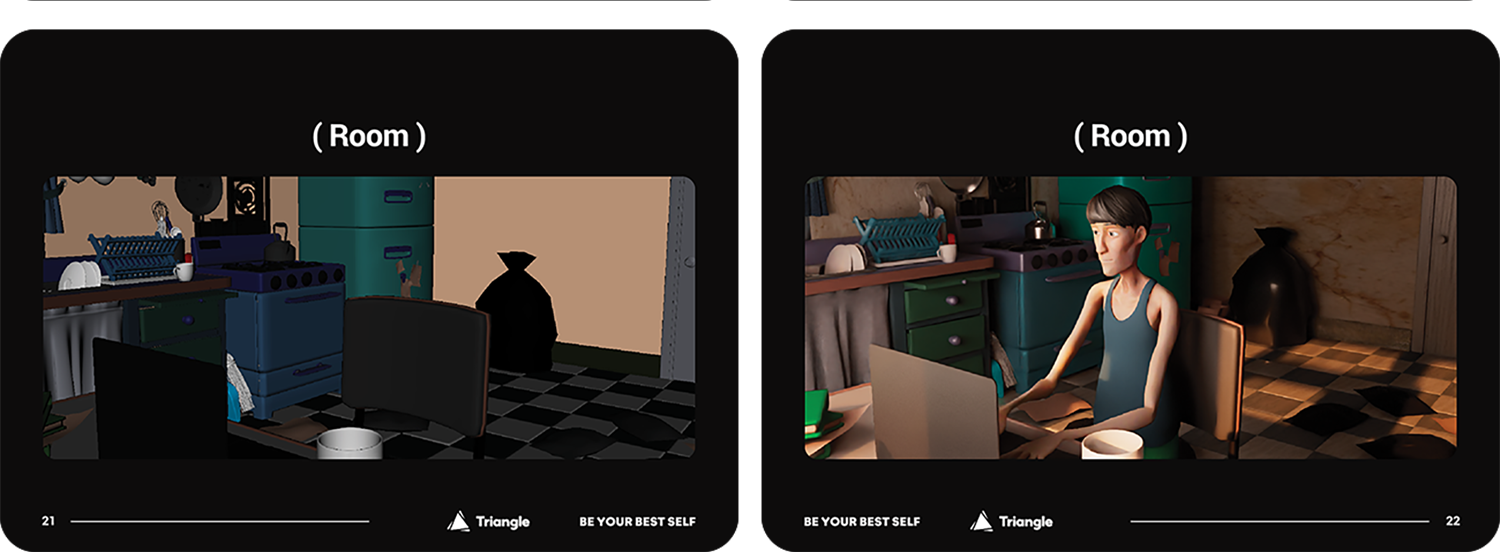 ( Room )
21
Triangle
BE YOUR BEST SELF
( Room )
BE YOUR BEST SELF
Triangle
22